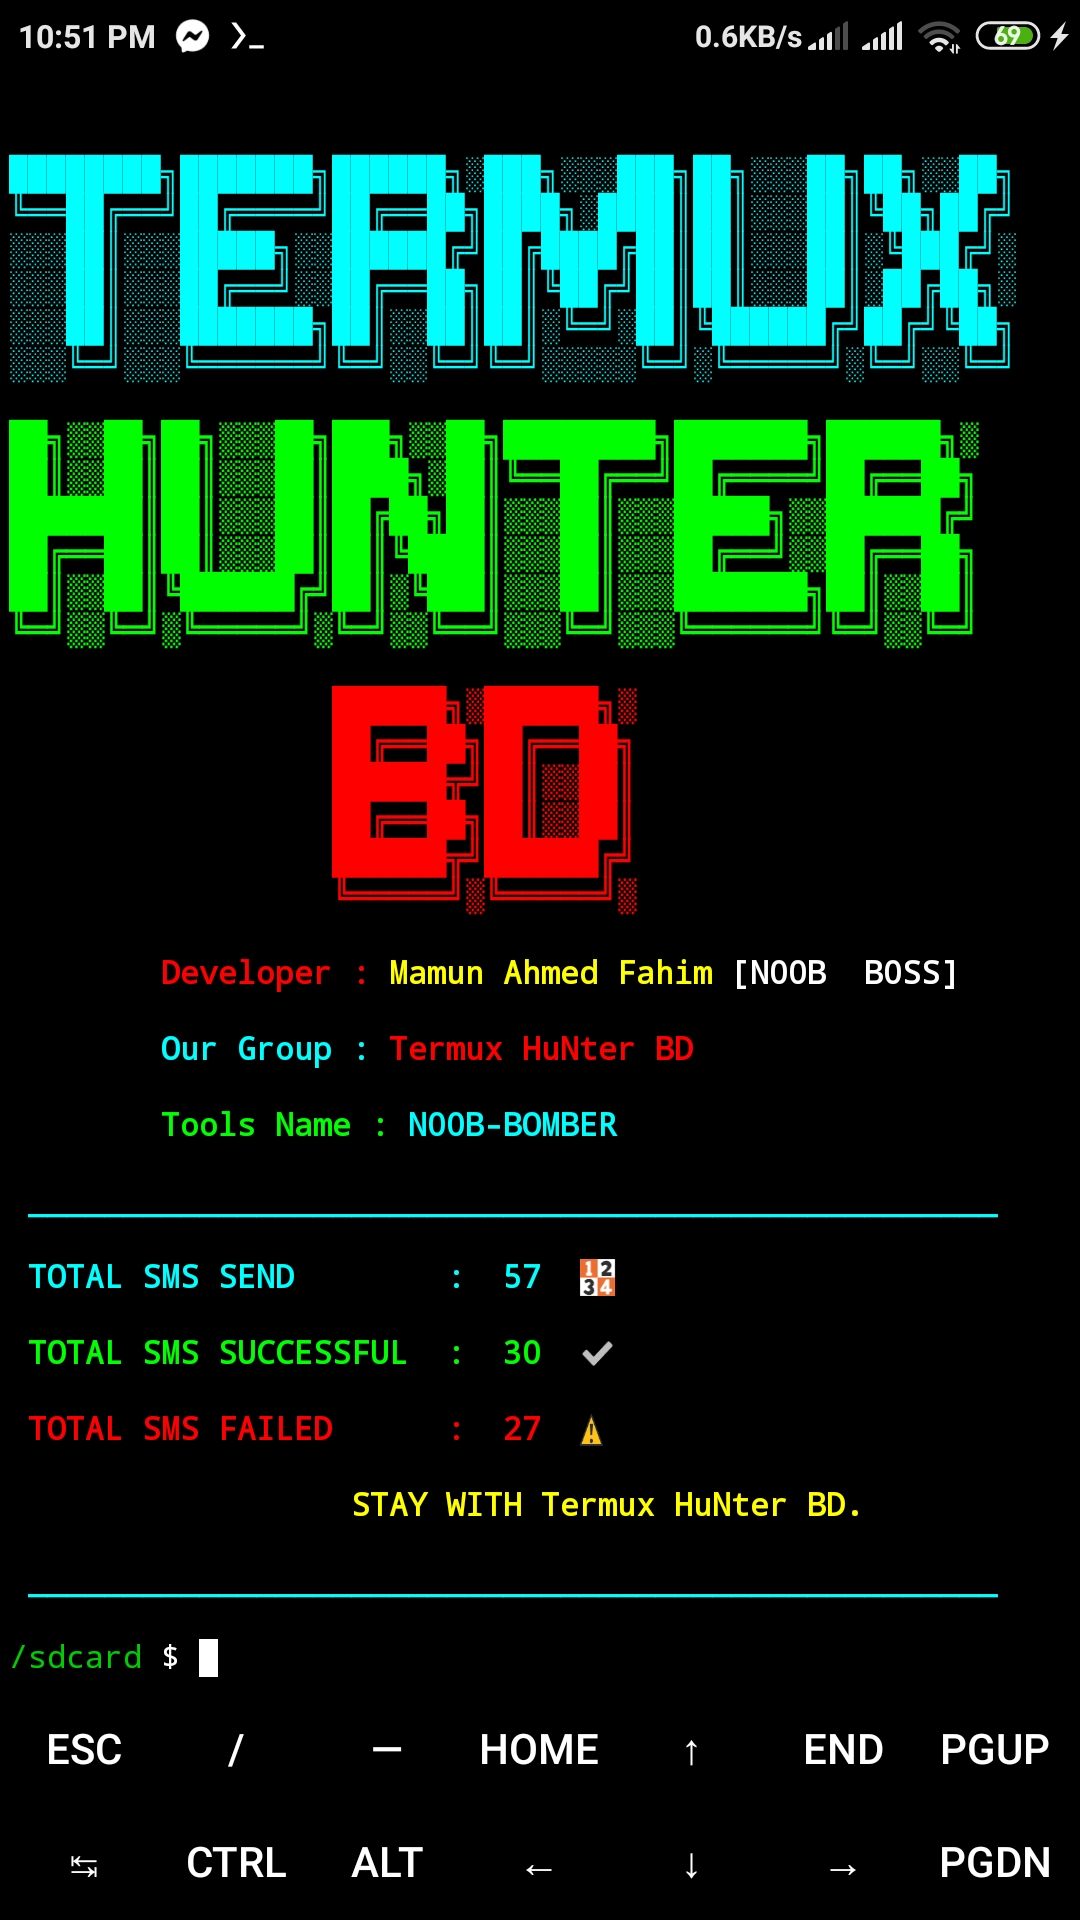 10:51 PM 0.6KB/s 69
TERMUX
HUNTER
BD
Developer : Mamun Ahmed Fahim [NOOB  BOSS]
Our Group : Termux HuNter BD
Tools Name : NOOB-BOMBER
TOTAL SMS SEND : 57 1234
TOTAL SMS SUCCESSFUL : 30 ✔
TOTAL SMS FAILED : 27 ⚠
STAY WITH Termux HuNter BD.
/sdcard $
ESC / — HOME ↑ END PGUP
↹ CTRL ALT ← ↓ → PGDN